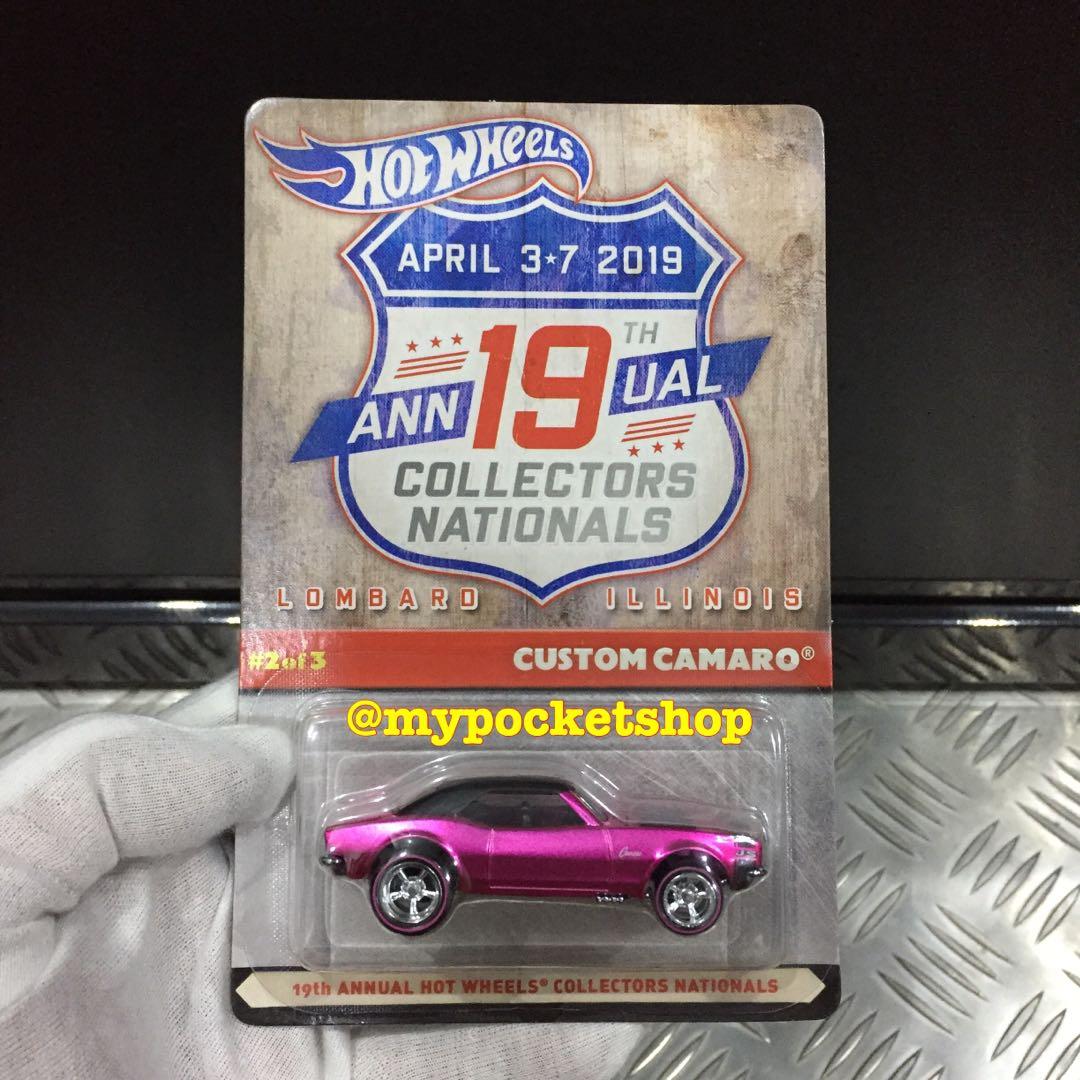 Hot Wheels
APRIL 3★7 2019
19TH
ANNUAL
COLLECTORS
NATIONALS
LOMBARD ILLINOIS
#2 of 3
CUSTOM CAMARO®
@mypocketshop
Camaro
19th ANNUAL HOT WHEELS® COLLECTORS NATIONALS